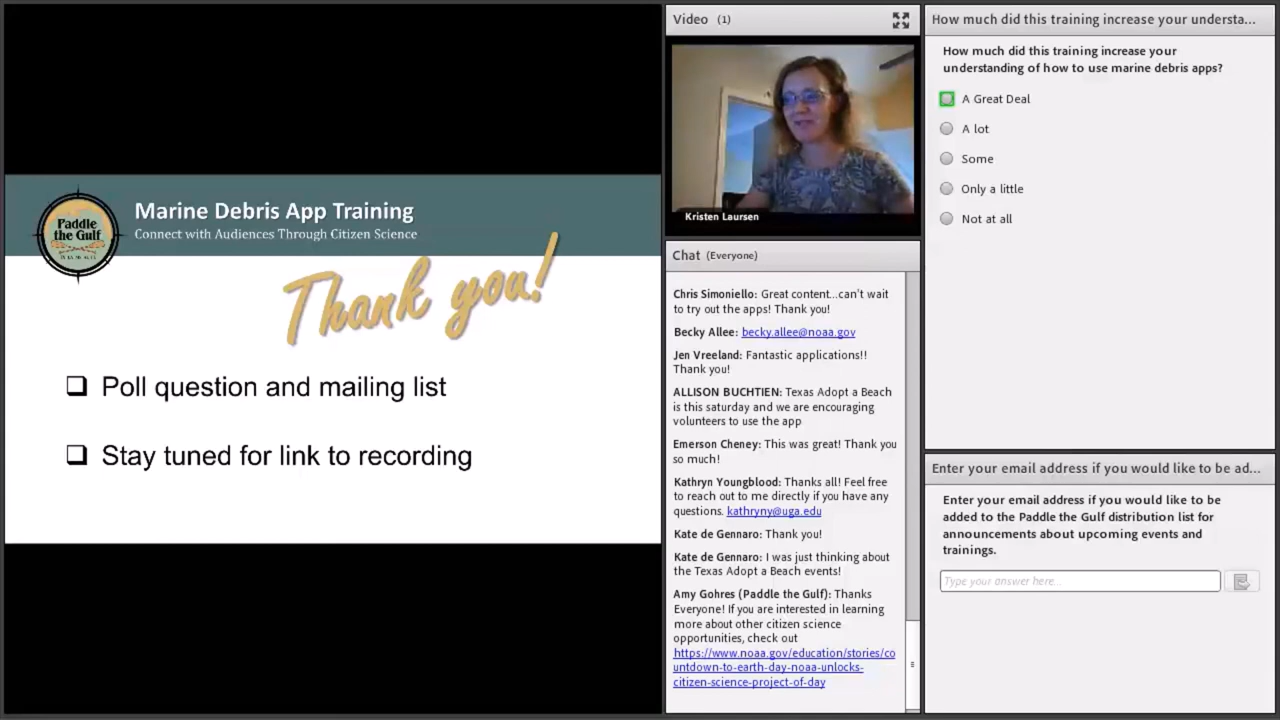 Paddle
the Gulf
Marine Debris App Training
Connect with Audiences Through Citizen Science
Thank you!
Poll question and mailing list
Stay tuned for link to recording
Video (1)
Kristen Laursen
Chat (Everyone)
Chris Simoniello: Great content...can't wait
to try out the apps! Thank you!
Becky Allee: becky.allee@noaa.gov
Jen Vreeland: Fantastic applications!!
Thank you!
ALLISON BUCHTIEN: Texas Adopt a Beach
is this saturday and we are encouraging
volunteers to use the app
Emerson Cheney: This was great! Thank you
so much!
Kathryn Youngblood: Thanks all! Feel free
to reach out to me directly if you have any
questions. kathryny@uga.edu
Kate de Gennaro: Thank you!
Kate de Gennaro: I was just thinking about
the Texas Adopt a Beach events!
Amy Gohres (Paddle the Gulf): Thanks
Everyone! If you are interested in learning
more about other citizen science
opportunities, check out
https://www.noaa.gov/education/stories/co
untdown-to-earth-day-noaa-unlocks-
citizen-science-project-of-day
How much did this training increase your understa...
How much did this training increase your
understanding of how to use marine debris apps?
A Great Deal
A lot
Some
Only a little
Not at all
Enter your email address if you would like to be ad...
Enter your email address if you would like to be
added to the Paddle the Gulf distribution list for
announcements about upcoming events and
trainings.
Type your answer here...